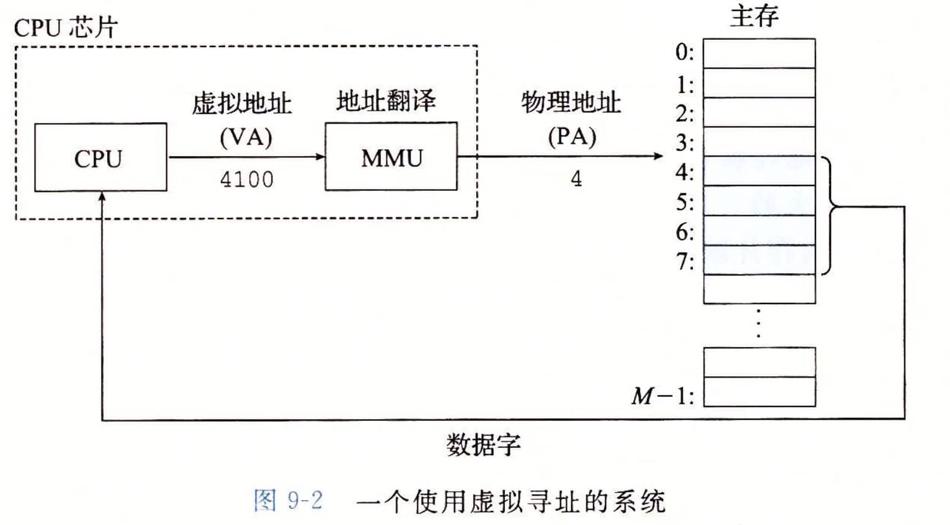 CPU 芯片
主存
虚拟地址
(VA)
地址翻译
物理地址
(PA)
CPU
MMU
4100
4
0:
1:
2:
3:
4:
5:
6:
7:
M-1:
数据字
图 9-2 一个使用虚拟寻址的系统